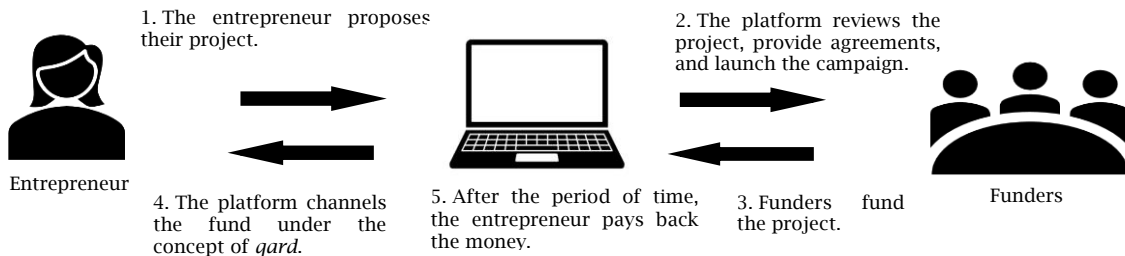 1. The entrepreneur proposes
their project.
2. The platform reviews the
project, provide agreements,
and launch the campaign.
Entrepreneur
4. The platform channels
the fund under the
concept of qard.
5. After the period of time,
the entrepreneur pays back
the money.
3. Funders fund
the project.
Funders